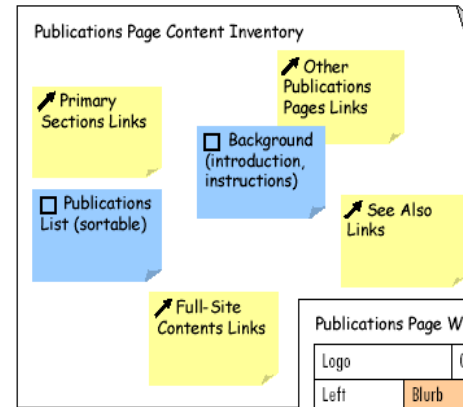 Publications Page Content Inventory
Other
Publications
Pages Links
Primary
Sections Links
Background
(introduction,
instructions)
Publications
List (sortable)
See Also
Links
Full-Site
Contents Links
Publications Page W
Logo
Left
Blurb